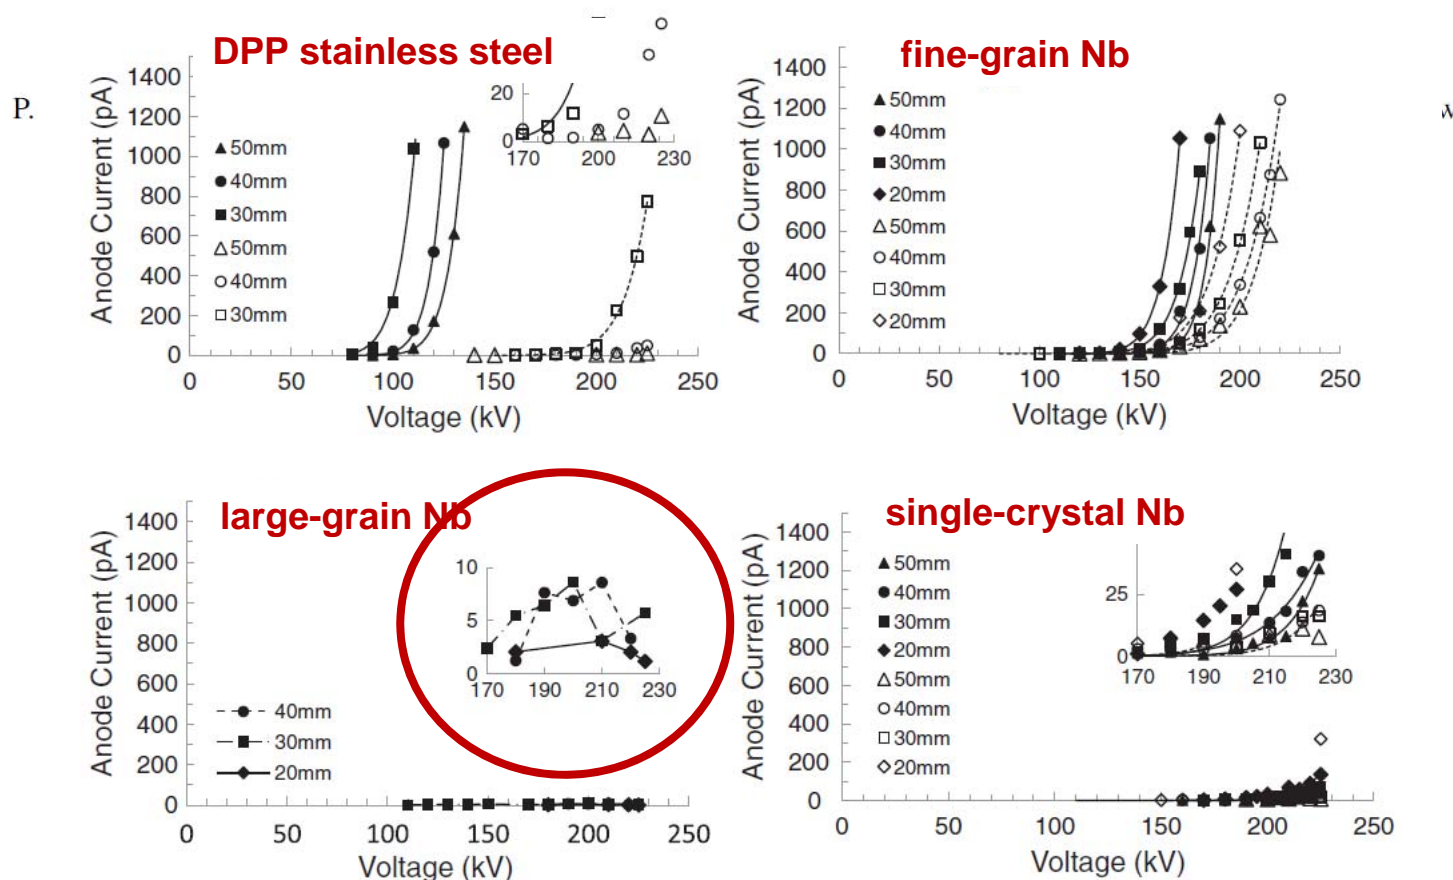 P.
DPP stainless steel
Anode Current (pA)
1400
1200
1000
800
600
400
200
0
50mm
40mm
30mm
50mm
40mm
30mm
20
0
170 200 230
0 50 100 150 200 250
Voltage (kV)
fine-grain Nb
Anode Current (pA)
1400
1200
1000
800
600
400
200
0
50mm
40mm
30mm
20mm
50mm
40mm
30mm
20mm
0 50 100 150 200 250
Voltage (kV)
large-grain Nb
Anode Current (pA)
1400
1200
1000
800
600
400
200
0
10
5
0
170 190 210 230
40mm
30mm
20mm
0 50 100 150 200 250
Voltage (kV)
single-crystal Nb
Anode Current (pA)
1400
1200
1000
800
600
400
200
0
50mm
40mm
30mm
20mm
50mm
40mm
30mm
20mm
25
0
170 190 210 230
0 50 100 150 200 250
Voltage (kV)